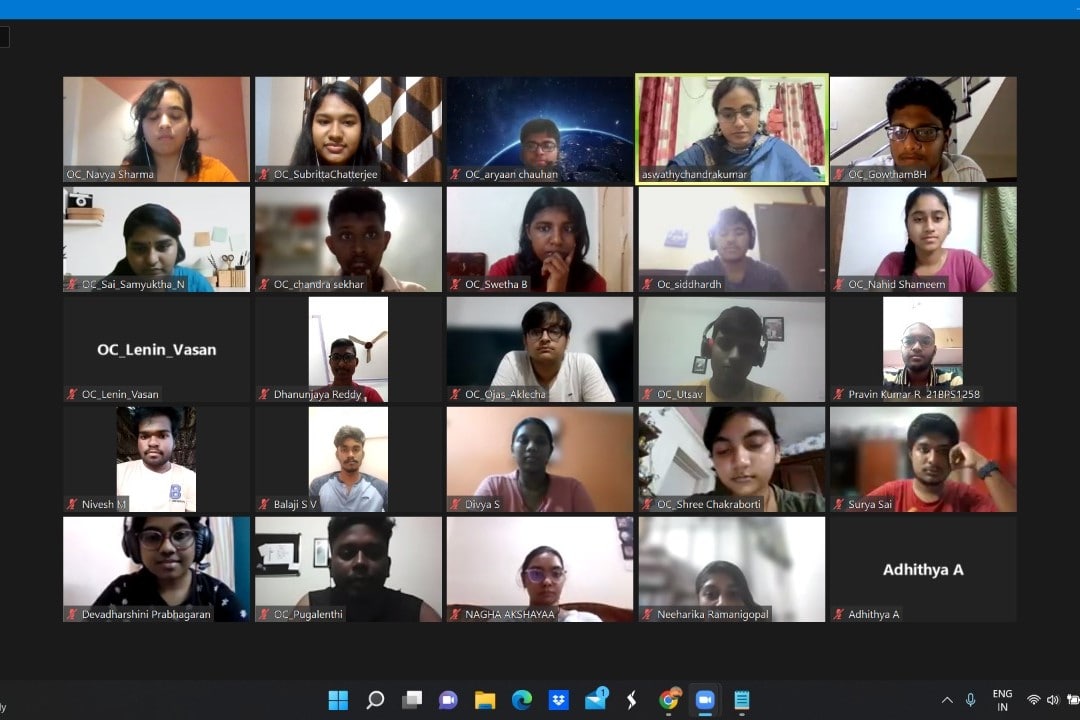 OC_Navya Sharma
OC_SubrittaChatterjee
OC_aryaan chauhan
aswathychandrakumar
OC_GowthamBH
OC_Sai_Samyuktha_N
OC_chandra sekhar
OC_Swetha B
Oc_siddhardh
OC_Nahid Shameem
OC_Lenin_Vasan
OC_Lenin_Vasan
Dhanunjaya Reddy
OC_Ojas_Aklecha
OC_Utsav
Pravin Kumar R 21BPS1258
Nivesh M
Balaji S V
Divya S
OC_Shree Chakraborti
Surya Sai
Devadharshini Prabhagaran
OC_Pugalenthi
NAGHA AKSHAYAA
Neeharika Ramanigopal
Adhithya A
Adhithya A
1
ENG
IN